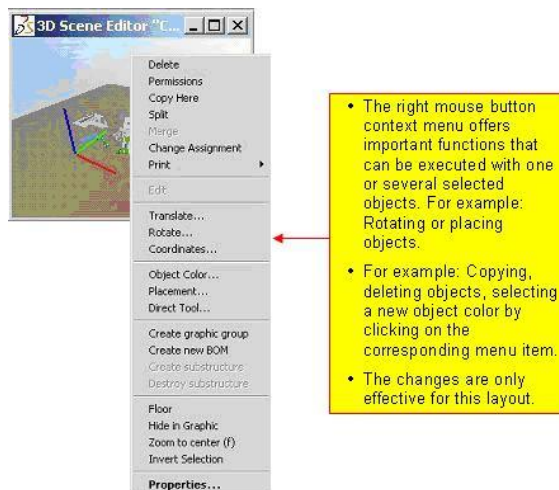 3D Scene Editor "C...
Delete
Permissions
Copy Here
Split
Merge
Change Assignment
Print
Edit
Translate...
Rotate...
Coordinates...
Object Color...
Placement...
Direct Tool...
Create graphic group
Create new BOM
Create substructure
Destroy substructure
Floor
Hide in Graphic
Zoom to center (f)
Invert Selection
Properties...
• The right mouse button
context menu offers
important functions that
can be executed with one
or several selected
objects. For example:
Rotating or placing
objects.
• For example: Copying,
deleting objects, selecting
a new object color by
clicking on the
corresponding menu item.
• The changes are only
effective for this layout.